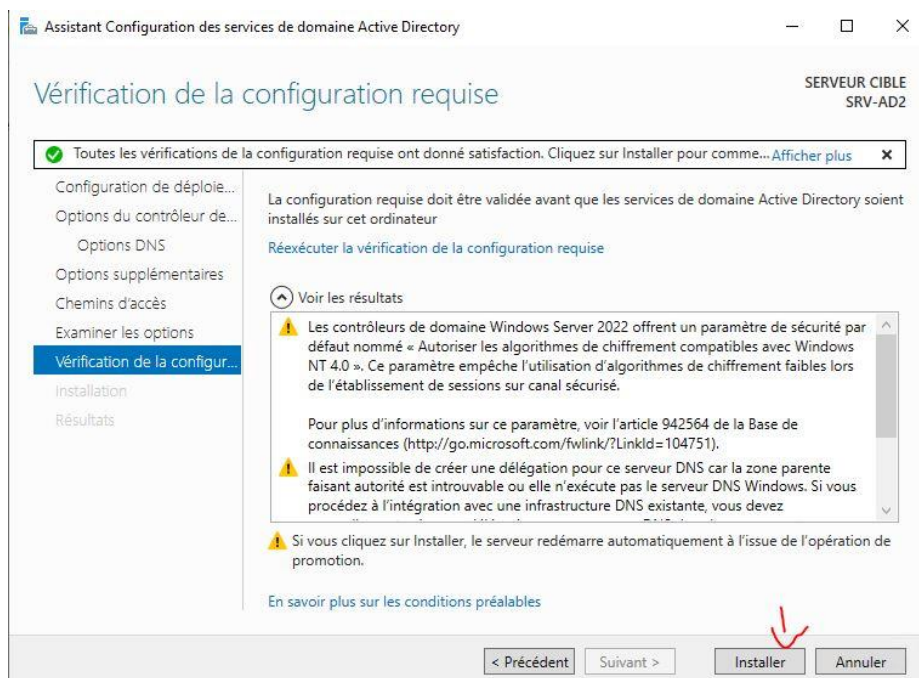 Assistant Configuration des services de domaine Active Directory
Vérification de la configuration requise
SERVEUR CIBLE
SRV-AD2
Toutes les vérifications de la configuration requise ont donné satisfaction. Cliquez sur Installer pour comme... Afficher plus
Configuration de déploie...
Options du contrôleur de...
Options DNS
Options supplémentaires
Chemins d'accès
Examiner les options
Vérification de la configur...
Installation
Résultats
La configuration requise doit être validée avant que les services de domaine Active Directory soient
installés sur cet ordinateur
Réexécuter la vérification de la configuration requise
Voir les résultats
Les contrôleurs de domaine Windows Server 2022 offrent un paramètre de sécurité par
défaut nommé « Autoriser les algorithmes de chiffrement compatibles avec Windows
NT 4.0 ». Ce paramètre empêche l'utilisation d'algorithmes de chiffrement faibles lors
de l'établissement de sessions sur canal sécurisé.
Pour plus d'informations sur ce paramètre, voir l'article 942564 de la Base de
connaissances (http://go.microsoft.com/fwlink/?LinkId=104751).
Il est impossible de créer une délégation pour ce serveur DNS car la zone parente
faisant autorité est introuvable ou elle n'exécute pas le serveur DNS Windows. Si vous
procédez à l'intégration avec une infrastructure DNS existante, vous devez
Si vous cliquez sur Installer, le serveur redémarre automatiquement à l'issue de l'opération de
promotion.
En savoir plus sur les conditions préalables
< Précédent
Suivant >
Installer
Annuler